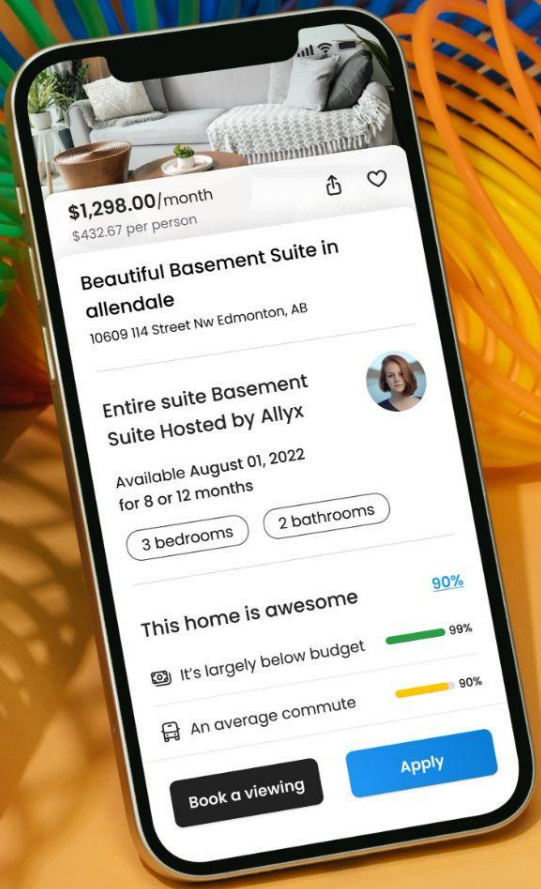 $1,298.00/month
$432.67 per person
Beautiful Basement Suite in
allendale
10609 114 Street Nw Edmonton, AB
Entire suite Basement
Suite Hosted by Allyx
Available August 01, 2022
for 8 or 12 months
3 bedrooms
2 bathrooms
This home is awesome
90%
It's largely below budget
99%
An average commute
90%
Book a viewing
Apply